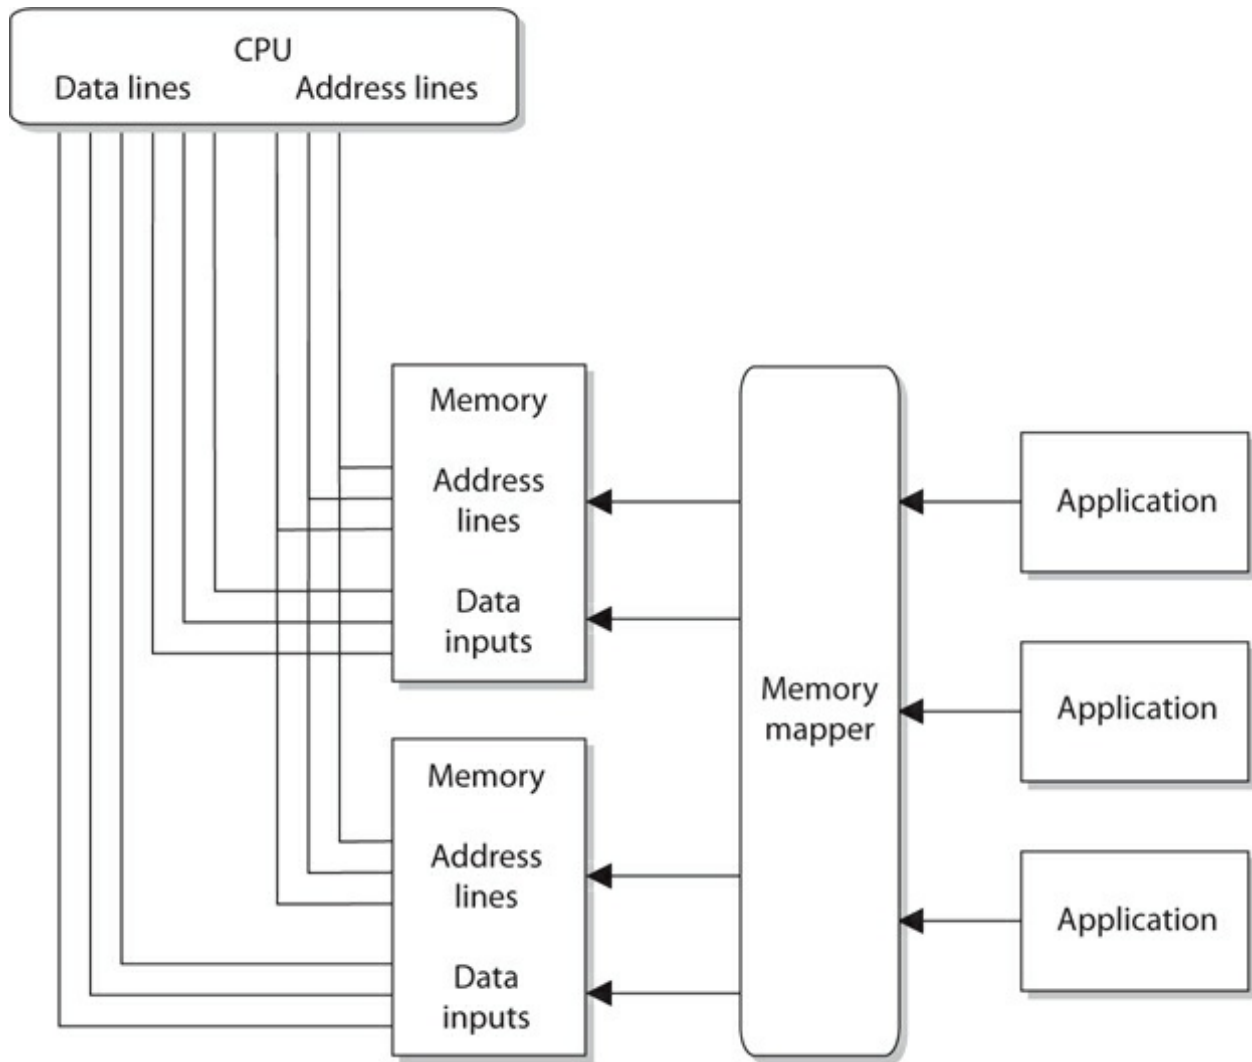 CPU
Data lines
Address lines
Memory
Address
lines
Data
inputs
Memory
Address
lines
Data
inputs
Memory
mapper
Application
Application
Application